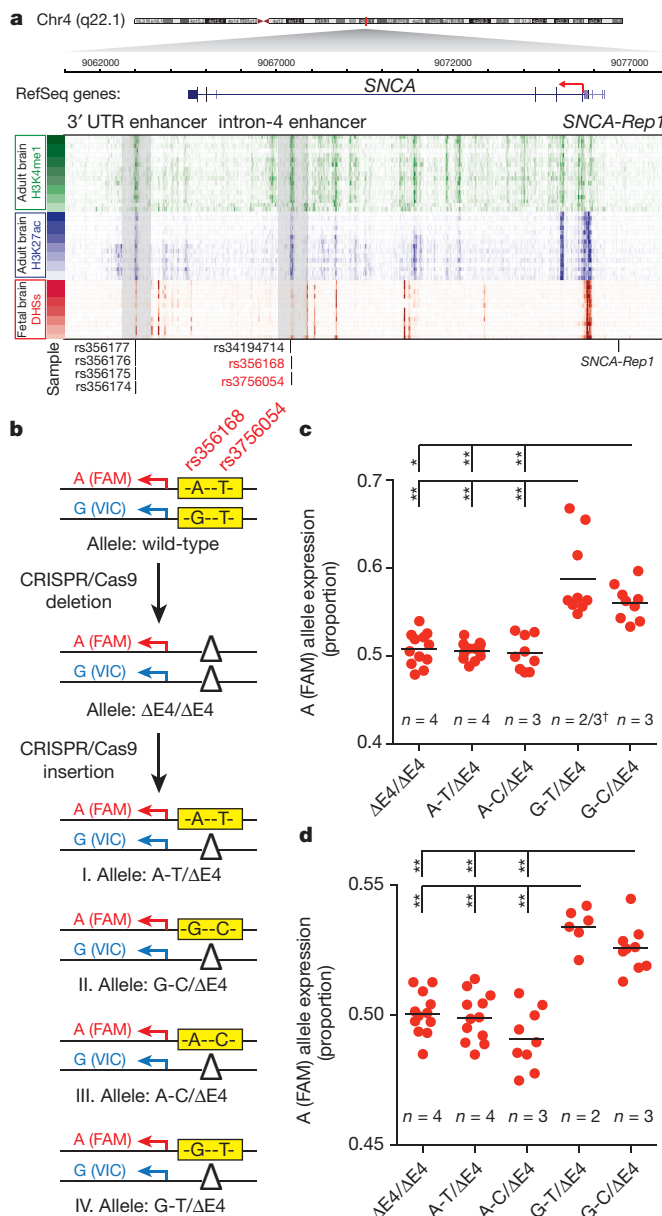 a
Chr4 (q22.1)
9062000 9067000 9072000 9077000
RefSeq genes:
SNCA
3′ UTR enhancer intron-4 enhancer SNCA-Rep1
Adult brain
H3K4me1
Adult brain
H3K27ac
Fetal brain
DHSs
Sample
rs356177
rs356176
rs356175
rs356174
rs34194714
rs356168
rs3756054
SNCA-Rep1
b
rs356168
rs3756054
A (FAM) -A--T-
G (VIC) -G--T-
Allele: wild-type
CRISPR/Cas9
deletion
A (FAM)
G (VIC)
Allele: ΔE4/ΔE4
CRISPR/Cas9
insertion
A (FAM) -A--T-
G (VIC)
I. Allele: A-T/ΔE4
A (FAM) -G--C-
G (VIC)
II. Allele: G-C/ΔE4
A (FAM) -A--C-
G (VIC)
III. Allele: A-C/ΔE4
A (FAM) -G--T-
G (VIC)
IV. Allele: G-T/ΔE4
c
* ** **
** ** **
A (FAM) allele expression
(proportion)
0.7
0.6
0.5
0.4
n = 4 n = 4 n = 3 n = 2/3† n = 3
ΔE4/ΔE4
A-T/ΔE4
A-C/ΔE4
G-T/ΔE4
G-C/ΔE4
d
** ** **
** ** **
A (FAM) allele expression
(proportion)
0.55
0.50
0.45
n = 4 n = 4 n = 3 n = 2 n = 3
ΔE4/ΔE4
A-T/ΔE4
A-C/ΔE4
G-T/ΔE4
G-C/ΔE4